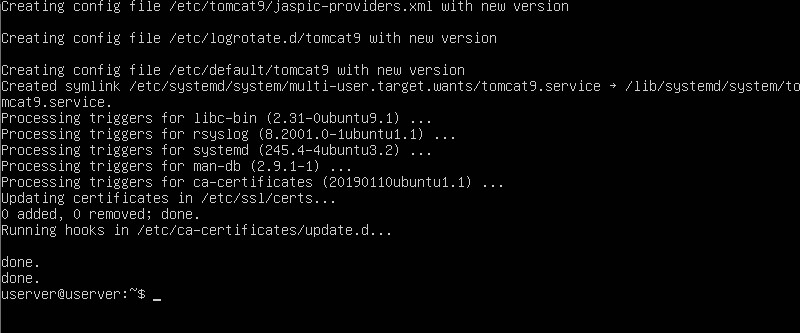 Creating config file /etc/tomcat9/jaspic-providers.xml with new version

Creating config file /etc/logrotate.d/tomcat9 with new version

Creating config file /etc/default/tomcat9 with new version
Created symlink /etc/systemd/system/multi-user.target.wants/tomcat9.service → /lib/systemd/system/to
mcat9.service.
Processing triggers for libc-bin (2.31-0ubuntu9.1) ...
Processing triggers for rsyslog (8.2001.0-1ubuntu1.1) ...
Processing triggers for systemd (245.4-4ubuntu3.2) ...
Processing triggers for man-db (2.9.1-1) ...
Processing triggers for ca-certificates (20190110ubuntu1.1) ...
Updating certificates in /etc/ssl/certs...
0 added, 0 removed; done.
Running hooks in /etc/ca-certificates/update.d...

done.
done.
userver@userver:~$ _